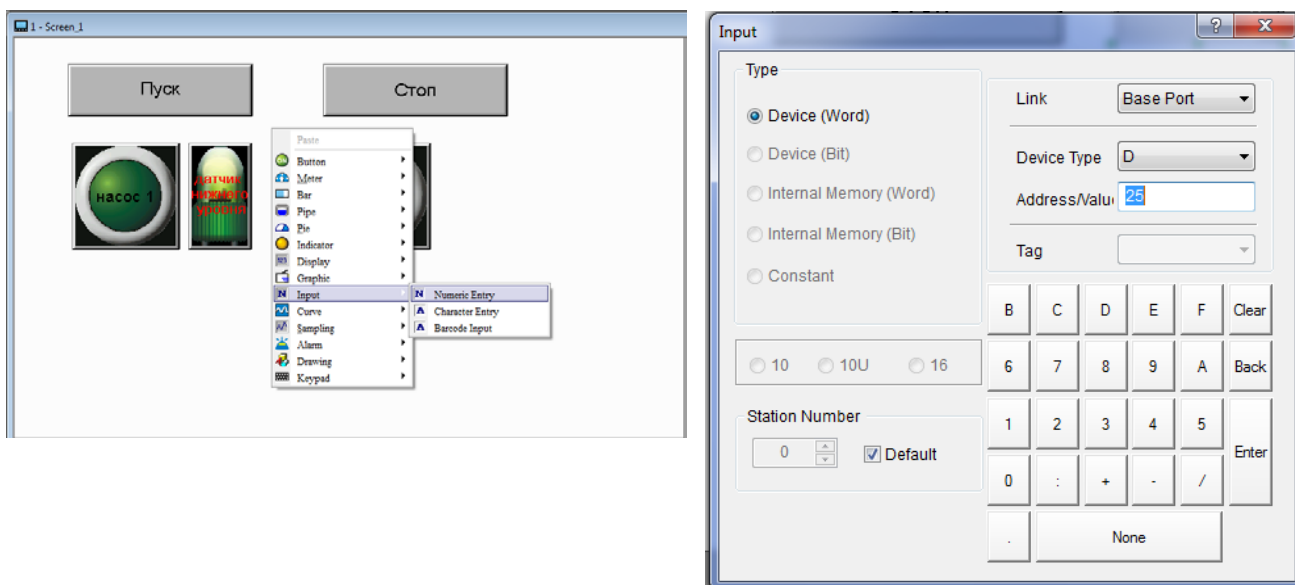 1 - Screen_1
Пуск
Стоп
насос 1
датчик
нижнего
уровня
Paste
Button
Meter
Bar
Pipe
Pie
Indicator
Display
Graphic
Input
Curve
Sampling
Alarm
Drawing
Keypad
Numeric Entry
Character Entry
Barcode Input
Input
?
X
Type
Device (Word)
Device (Bit)
Internal Memory (Word)
Internal Memory (Bit)
Constant
10 10U 16
Station Number
0 Default
Link Base Port
Device Type D
Address/Valu 25
Tag
B C D E F Clear
6 7 8 9 A Back
1 2 3 4 5 Enter
0 : + - /
. None